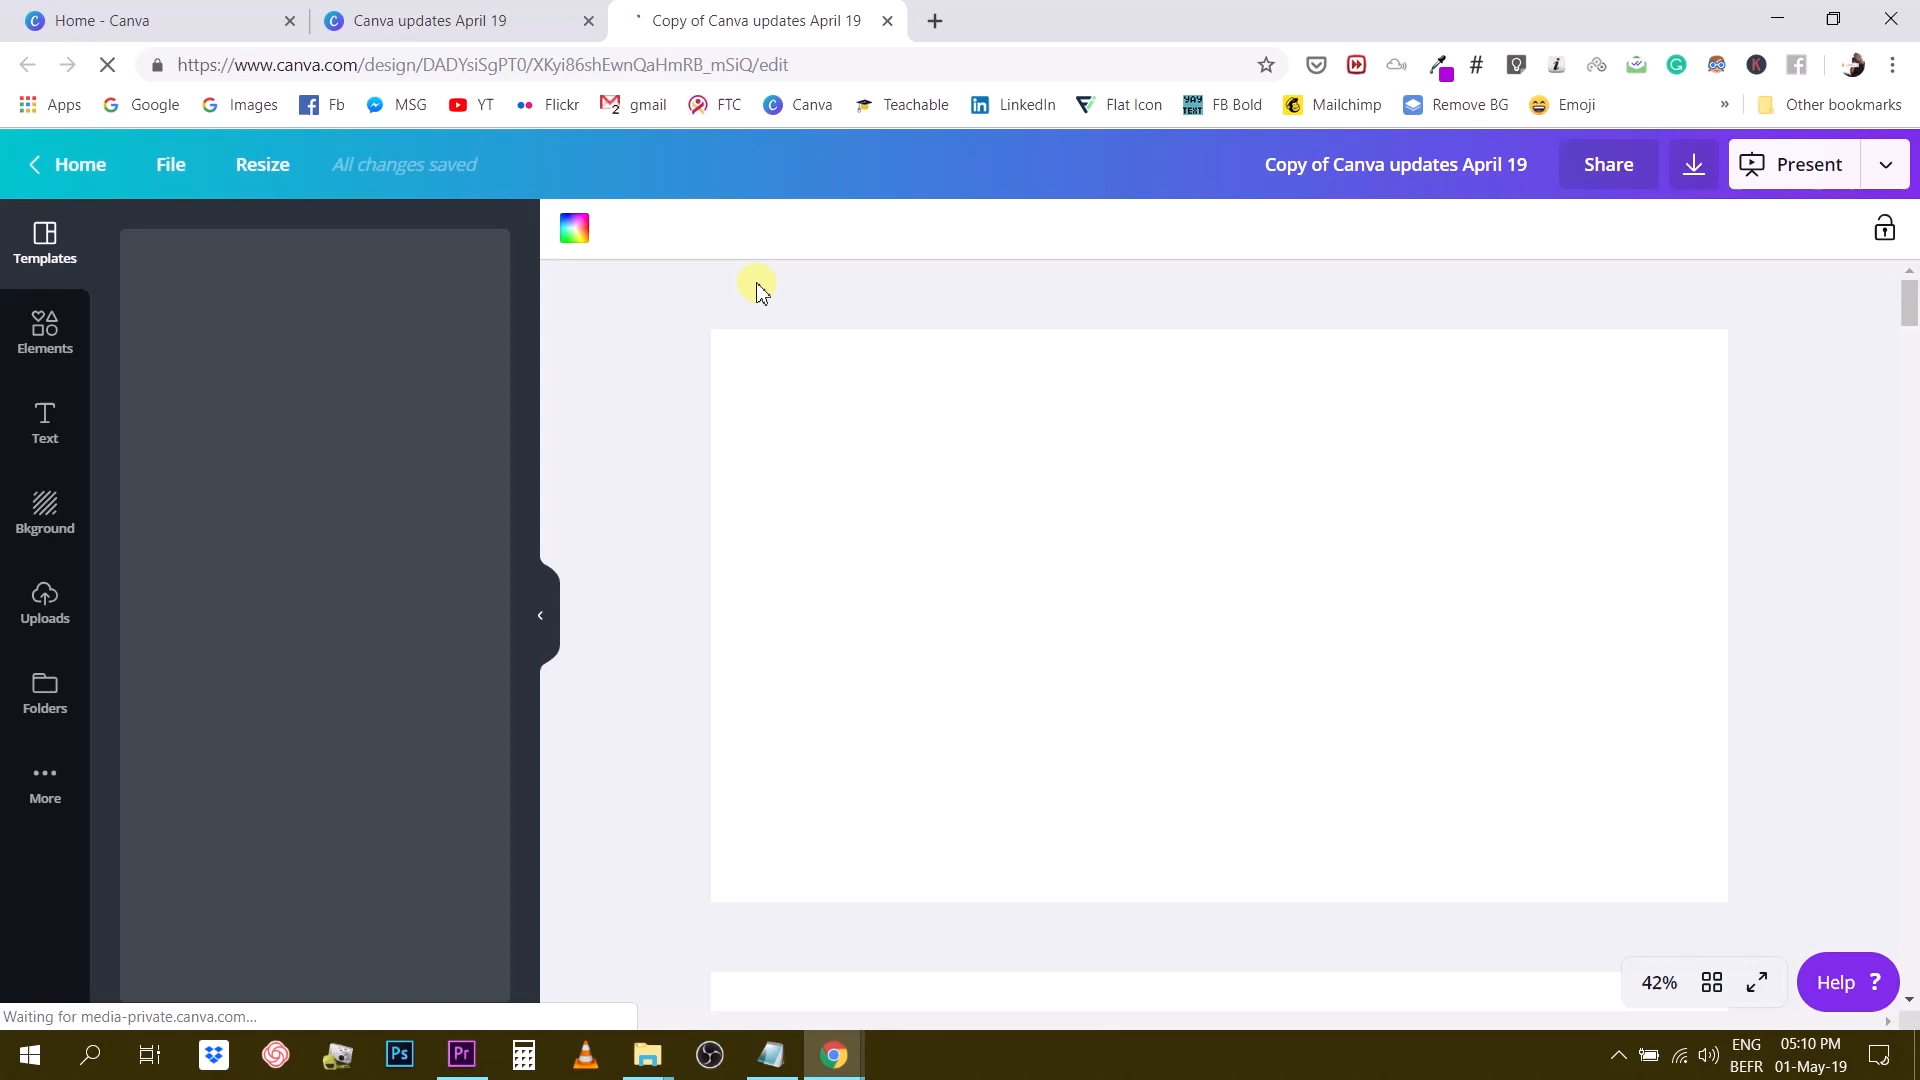 Home - Canva
Canva updates April 19
Copy of Canva updates April 19
https://www.canva.com/design/DADYsiSgPT0/XKyi86shEwnQaHmRB_mSiQ/edit
Apps Google Images Fb MSG YT Flickr gmail FTC Canva Teachable LinkedIn Flat Icon FB Bold Mailchimp Remove BG Emoji » Other bookmarks
Home File Resize All changes saved Copy of Canva updates April 19 Share Present
Templates
Elements
Text
Bkground
Uploads
Folders
More
42%
Help ?
Waiting for media-private.canva.com...
Ps
Pr
ENG 05:10 PM
BEFR 01-May-19